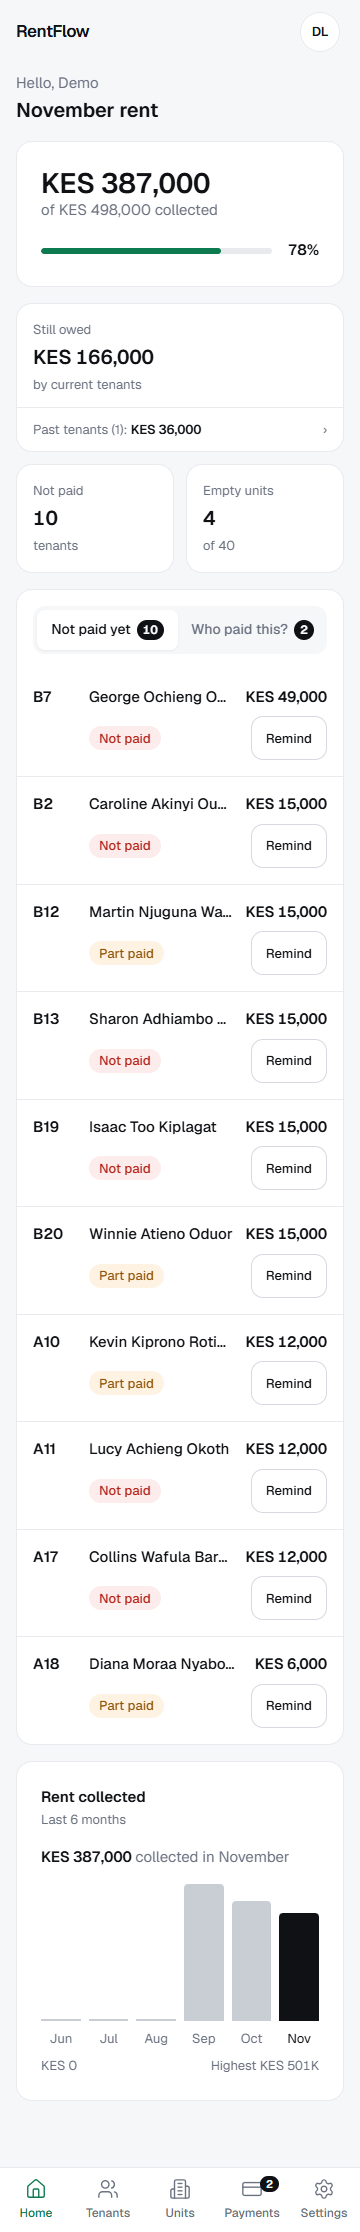 RentFlow
DL
Hello, Demo
November rent
KES 387,000
of KES 498,000 collected
78%
Still owed
KES 166,000
by current tenants
Past tenants (1): KES 36,000 ›
Not paid
10
tenants
Empty units
4
of 40
Not paid yet 10
Who paid this? 2
B7 George Ochieng O... KES 49,000
Not paid Remind
B2 Caroline Akinyi Ou... KES 15,000
Not paid Remind
B12 Martin Njuguna Wa... KES 15,000
Part paid Remind
B13 Sharon Adhiambo ... KES 15,000
Not paid Remind
B19 Isaac Too Kiplagat KES 15,000
Not paid Remind
B20 Winnie Atieno Oduor KES 15,000
Part paid Remind
A10 Kevin Kiprono Roti... KES 12,000
Part paid Remind
A11 Lucy Achieng Okoth KES 12,000
Not paid Remind
A17 Collins Wafula Bar... KES 12,000
Not paid Remind
A18 Diana Moraa Nyabo... KES 6,000
Part paid Remind
Rent collected
Last 6 months
KES 387,000 collected in November
Jun Jul Aug Sep Oct Nov
KES 0 Highest KES 501K
2
Home Tenants Units Payments Settings